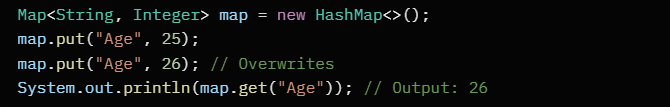 Map<String, Integer> map = new HashMap<>();
map.put("Age", 25);
map.put("Age", 26); // Overwrites
System.out.println(map.get("Age")); // Output: 26